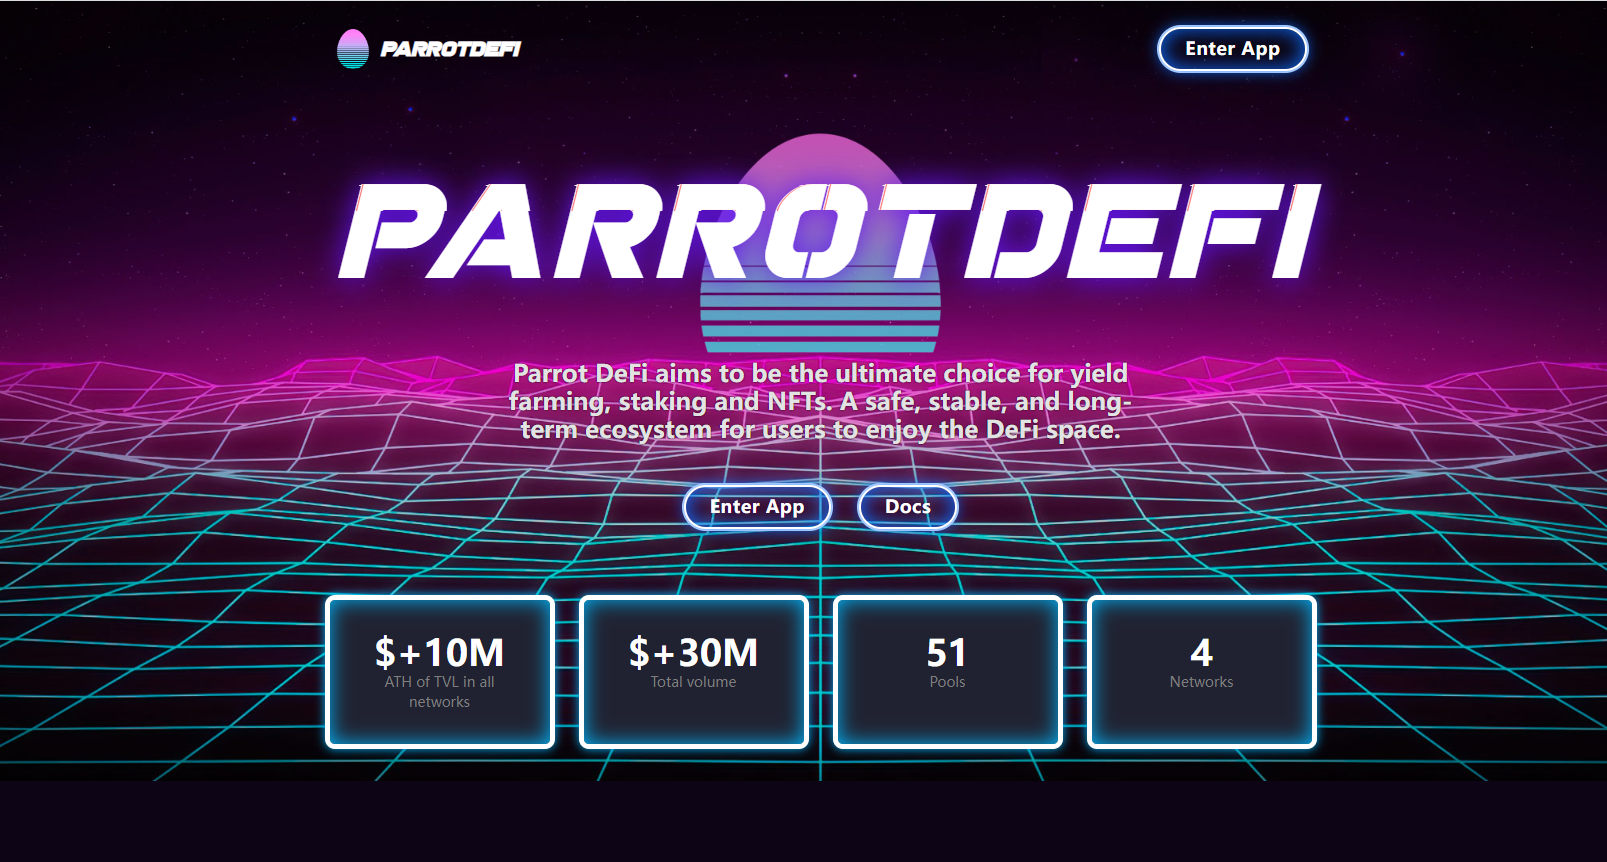 PARROTDEFI
Enter App
PARROTDEFI
Parrot DeFi aims to be the ultimate choice for yield
farming, staking and NFTs. A safe, stable, and long-
term ecosystem for users to enjoy the DeFi space.
Enter App
Docs
$+10M
ATH of TVL in all
networks
$+30M
Total volume
51
Pools
4
Networks